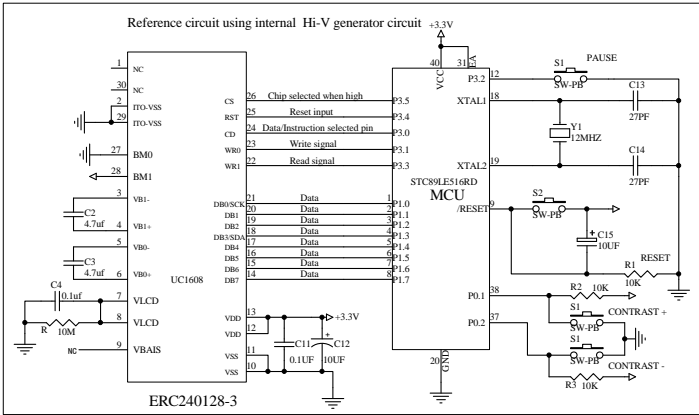 Reference circuit using internal Hi-V generator circuit
+3.3V
1 NC
30 NC
2 ITO-VSS
29 ITO-VSS
27 BM0
28 BM1
3 VB1-
C2
4.7uf
4 VB1+
5 VB0-
C3
4.7uf
6 VB0+
C4
0.1uf
7 VLCD
R 10M
8 VLCD
NC 9 VBAIS
UC1608
CS 26 Chip selected when high P3.5
RST 25 Reset input P3.4
CD 24 Data/Instruction selected pin P3.0
WR0 23 Write signal P3.1
WR1 22 Read signal P3.3
DB0/SCK 21 Data 1 P1.0
DB1 20 Data 2 P1.1
DB2 19 Data 3 P1.2
DB3/SDA 18 Data 4 P1.3
DB4 17 Data 5 P1.4
DB5 16 Data 6 P1.5
DB6 15 Data 7 P1.6
DB7 14 Data 8 P1.7
VDD 13 +3.3V
VDD 12
VSS 11
VSS 10
C11
0.1UF
C12
10UF
ERC240128-3
40 VCC
31 EA
STC89LE516RD
MCU
20 GND
P3.2 12
S1 PAUSE
SW-PB
XTAL1 18
C13
27PF
Y1
12MHZ
XTAL2 19
C14
27PF
/RESET 9
S2
SW-PB
C15
10UF
RESET
R1
10K
P0.1 38
R2 10K
S1 CONTRAST +
SW-PB
P0.2 37
S1
SW-PB
CONTRAST -
R3 10K